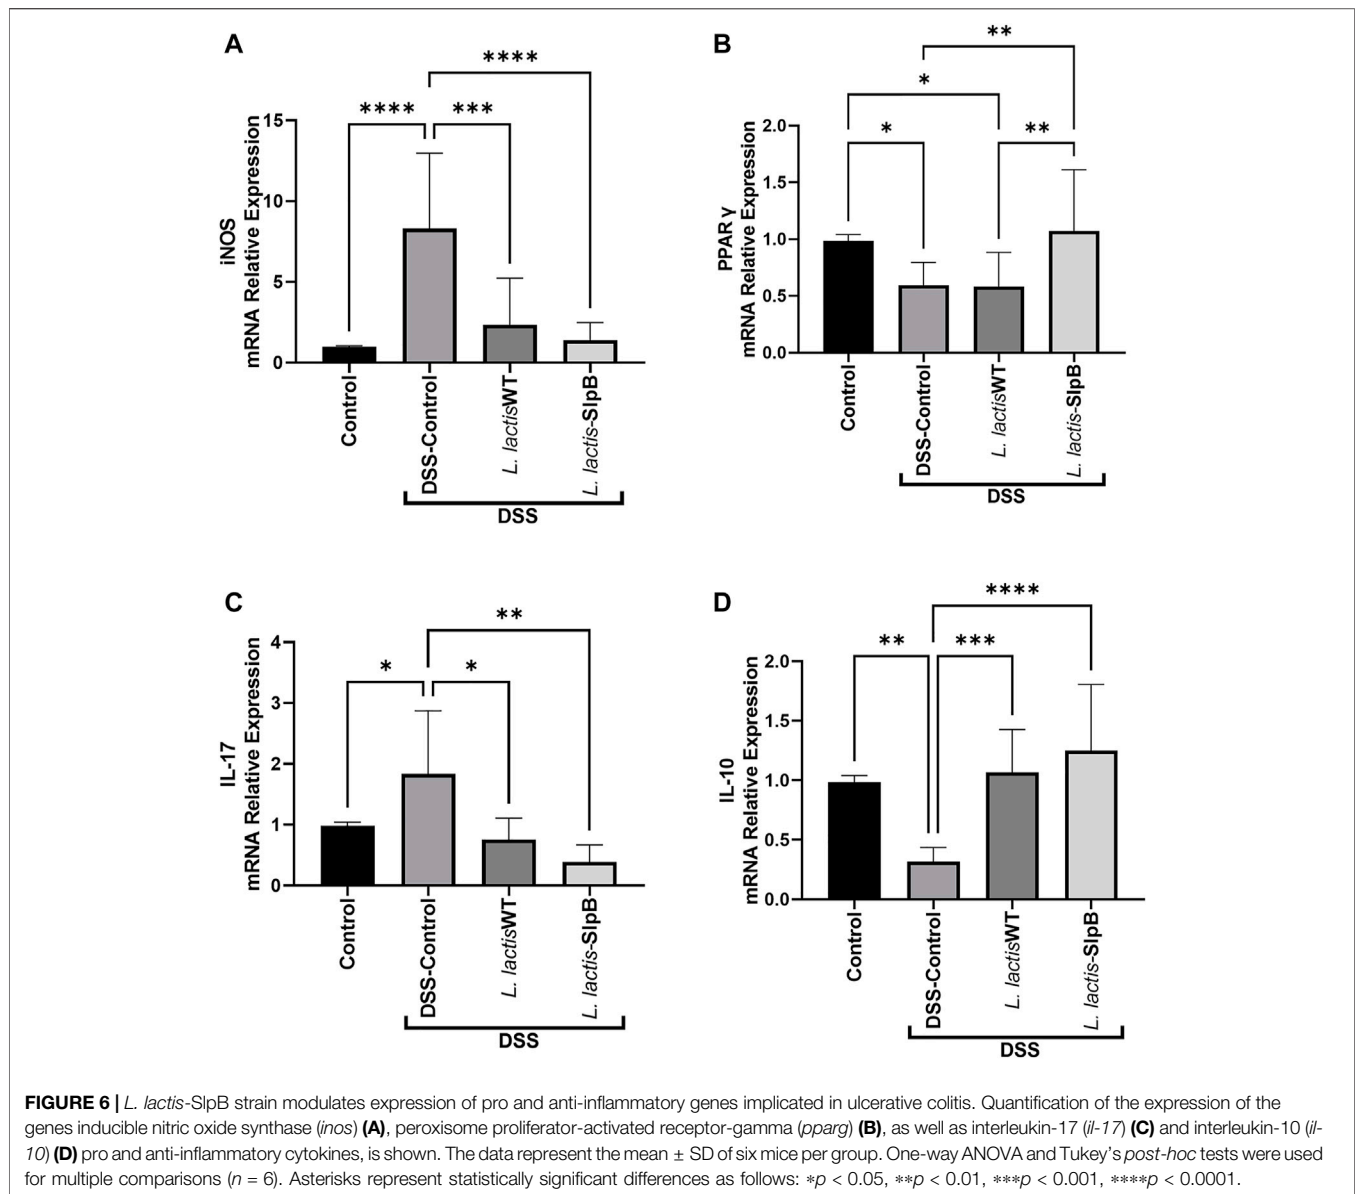 A
****
****
***
15
10
5
0
iNOS
mRNA Relative Expression
Control
DSS-Control
L. lactisWT
L. lactis-SlpB
DSS
B
**
*
*
**
2.0
1.5
1.0
0.5
0.0
PPAR γ
mRNA Relative Expression
Control
DSS-Control
L. lactisWT
L. lactis-SlpB
DSS
C
**
*
*
4
3
2
1
0
IL-17
mRNA Relative Expression
Control
DSS-Control
L. lactisWT
L. lactis-SlpB
DSS
D
****
**
***
2.0
1.5
1.0
0.5
0.0
IL-10
mRNA Relative Expression
Control
DSS-Control
L. lactisWT
L. lactis-SlpB
DSS
FIGURE 6 | L. lactis-SlpB strain modulates expression of pro and anti-inflammatory genes implicated in ulcerative colitis. Quantification of the expression of the
genes inducible nitric oxide synthase (inos) (A), peroxisome proliferator-activated receptor-gamma (pparg) (B), as well as interleukin-17 (il-17) (C) and interleukin-10 (il-
10) (D) pro and anti-inflammatory cytokines, is shown. The data represent the mean ± SD of six mice per group. One-way ANOVA and Tukey's post-hoc tests were used
for multiple comparisons (n = 6). Asterisks represent statistically significant differences as follows: *p < 0.05, **p < 0.01, ***p < 0.001, ****p < 0.0001.